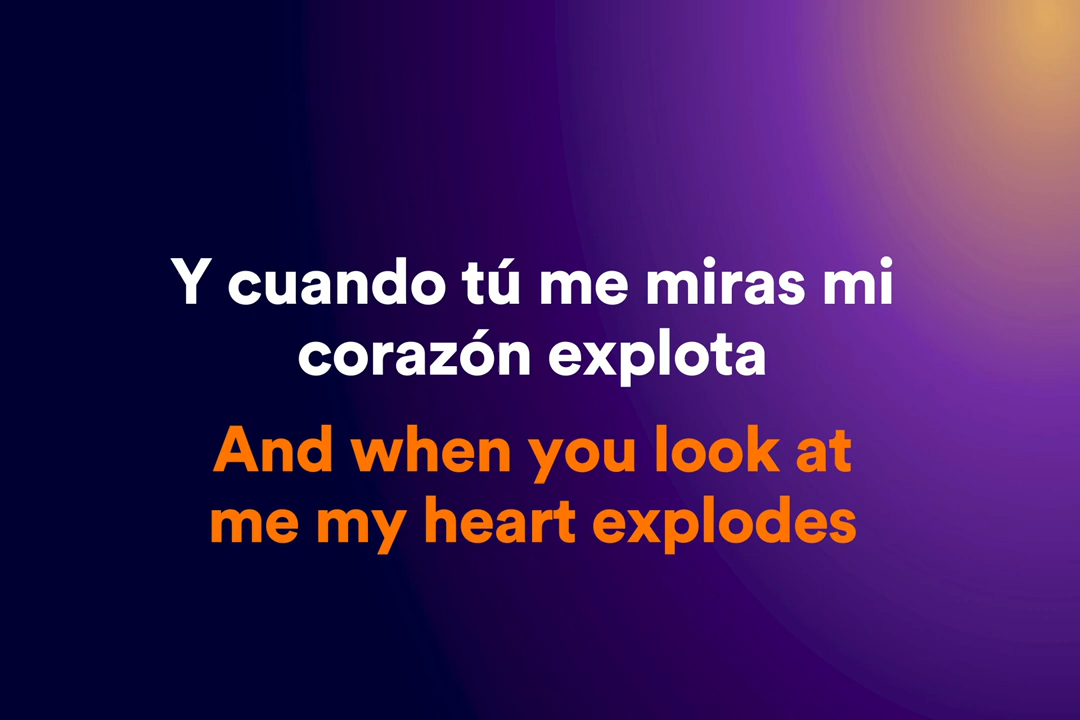 Y cuando tú me miras mi
corazón explota
And when you look at
me my heart explodes